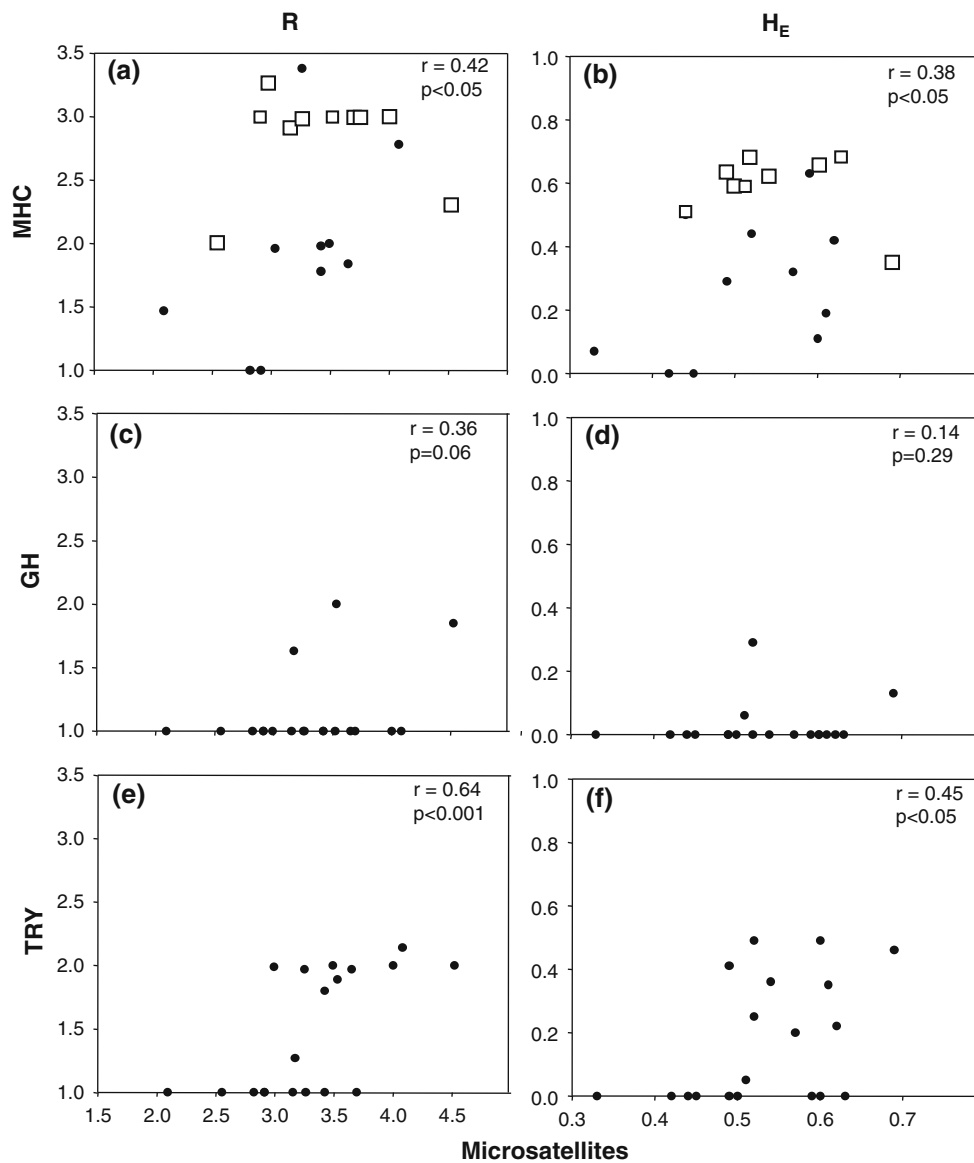 R
H_E
(a)
r = 0.42
p<0.05
3.5
3.0
2.5
2.0
1.5
1.0
MHC
(b)
r = 0.38
p<0.05
1.0
0.8
0.6
0.4
0.2
0.0
(c)
r = 0.36
p=0.06
3.5
3.0
2.5
2.0
1.5
1.0
GH
(d)
r = 0.14
p=0.29
1.0
0.8
0.6
0.4
0.2
0.0
(e)
r = 0.64
p<0.001
3.5
3.0
2.5
2.0
1.5
1.0
TRY
1.5 2.0 2.5 3.0 3.5 4.0 4.5
(f)
r = 0.45
p<0.05
1.0
0.8
0.6
0.4
0.2
0.0
0.3 0.4 0.5 0.6 0.7
Microsatellites